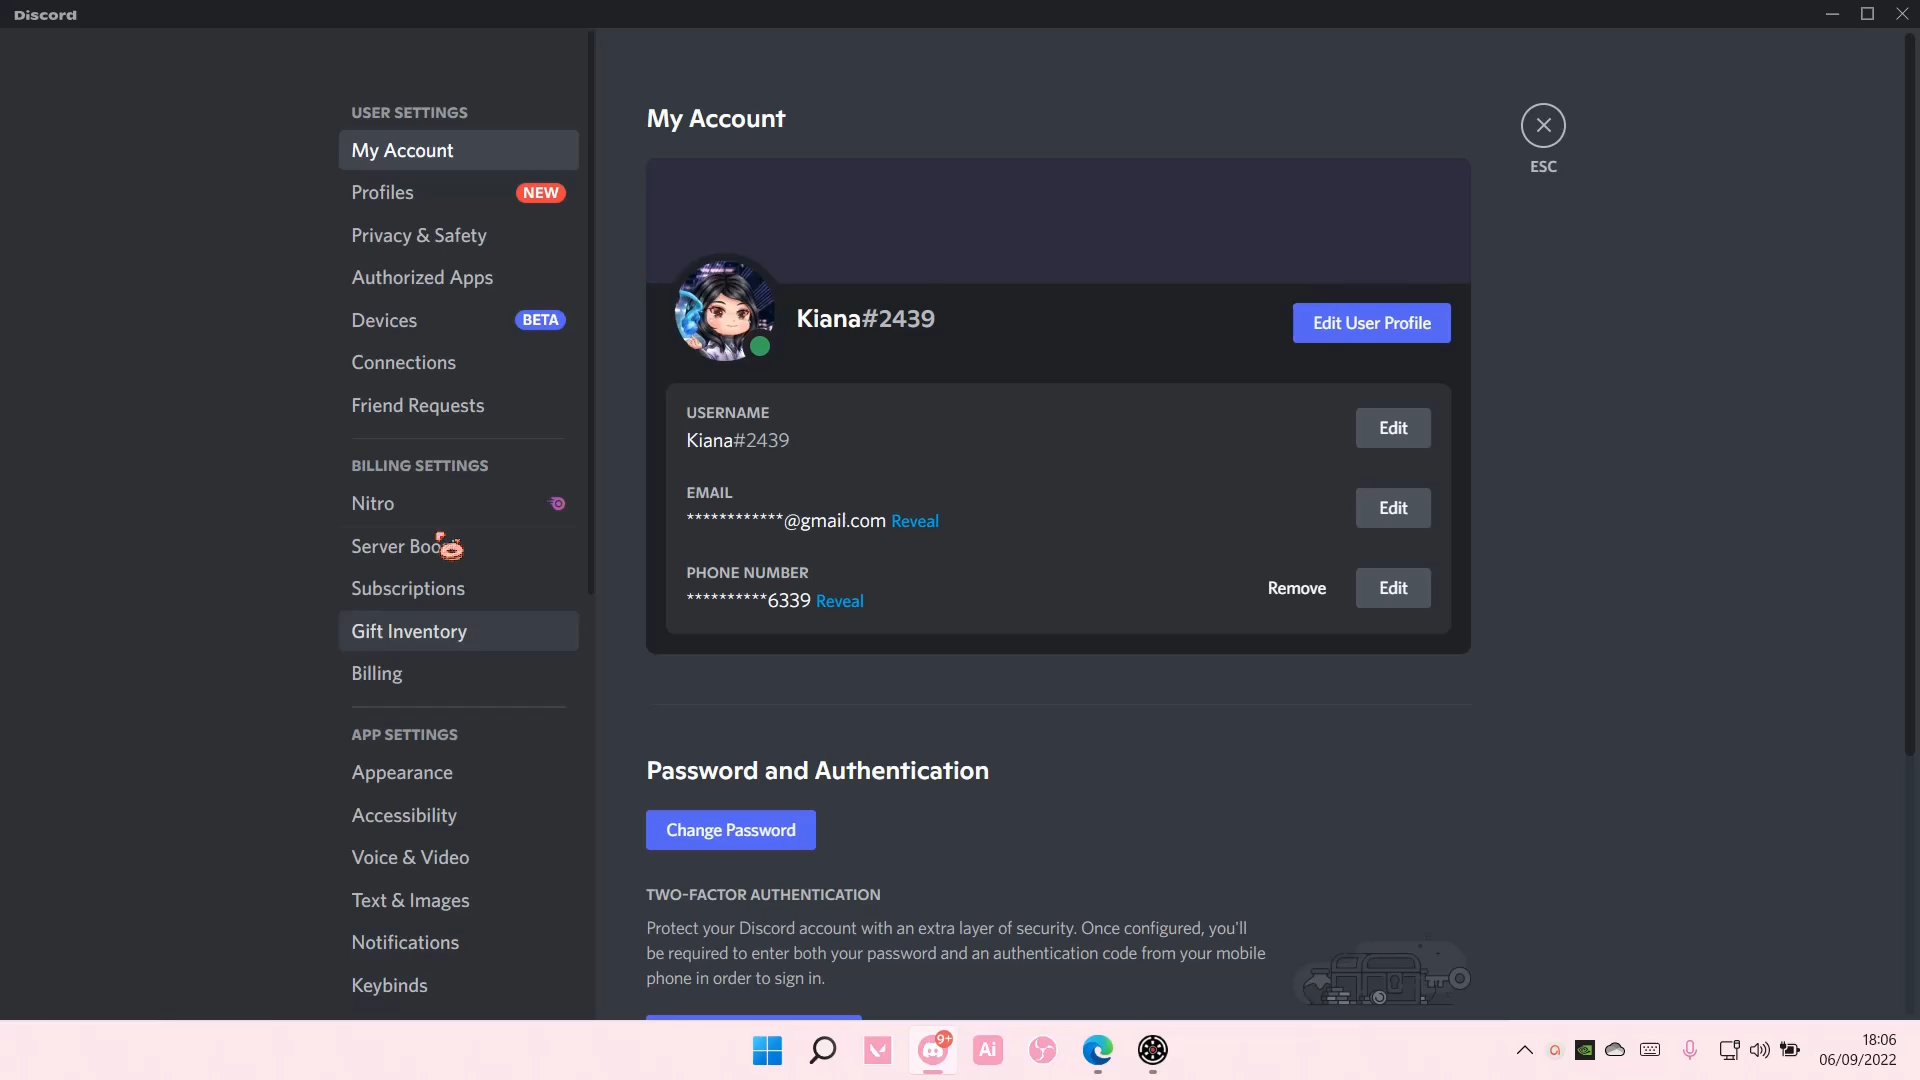 Discord
USER SETTINGS
My Account
Profiles
NEW
Privacy & Safety
Authorized Apps
Devices
BETA
Connections
Friend Requests
BILLING SETTINGS
Nitro
Server Boo
Subscriptions
Gift Inventory
Billing
APP SETTINGS
Appearance
Accessibility
Voice & Video
Text & Images
Notifications
Keybinds
My Account
ESC
Kiana#2439
Edit User Profile
USERNAME
Kiana#2439
Edit
EMAIL
************@gmail.com Reveal
Edit
PHONE NUMBER
**********6339 Reveal
Remove
Edit
Password and Authentication
Change Password
TWO-FACTOR AUTHENTICATION
Protect your Discord account with an extra layer of security. Once configured, you'll
be required to enter both your password and an authentication code from your mobile
phone in order to sign in.
9+
Ai
18:06
06/09/2022